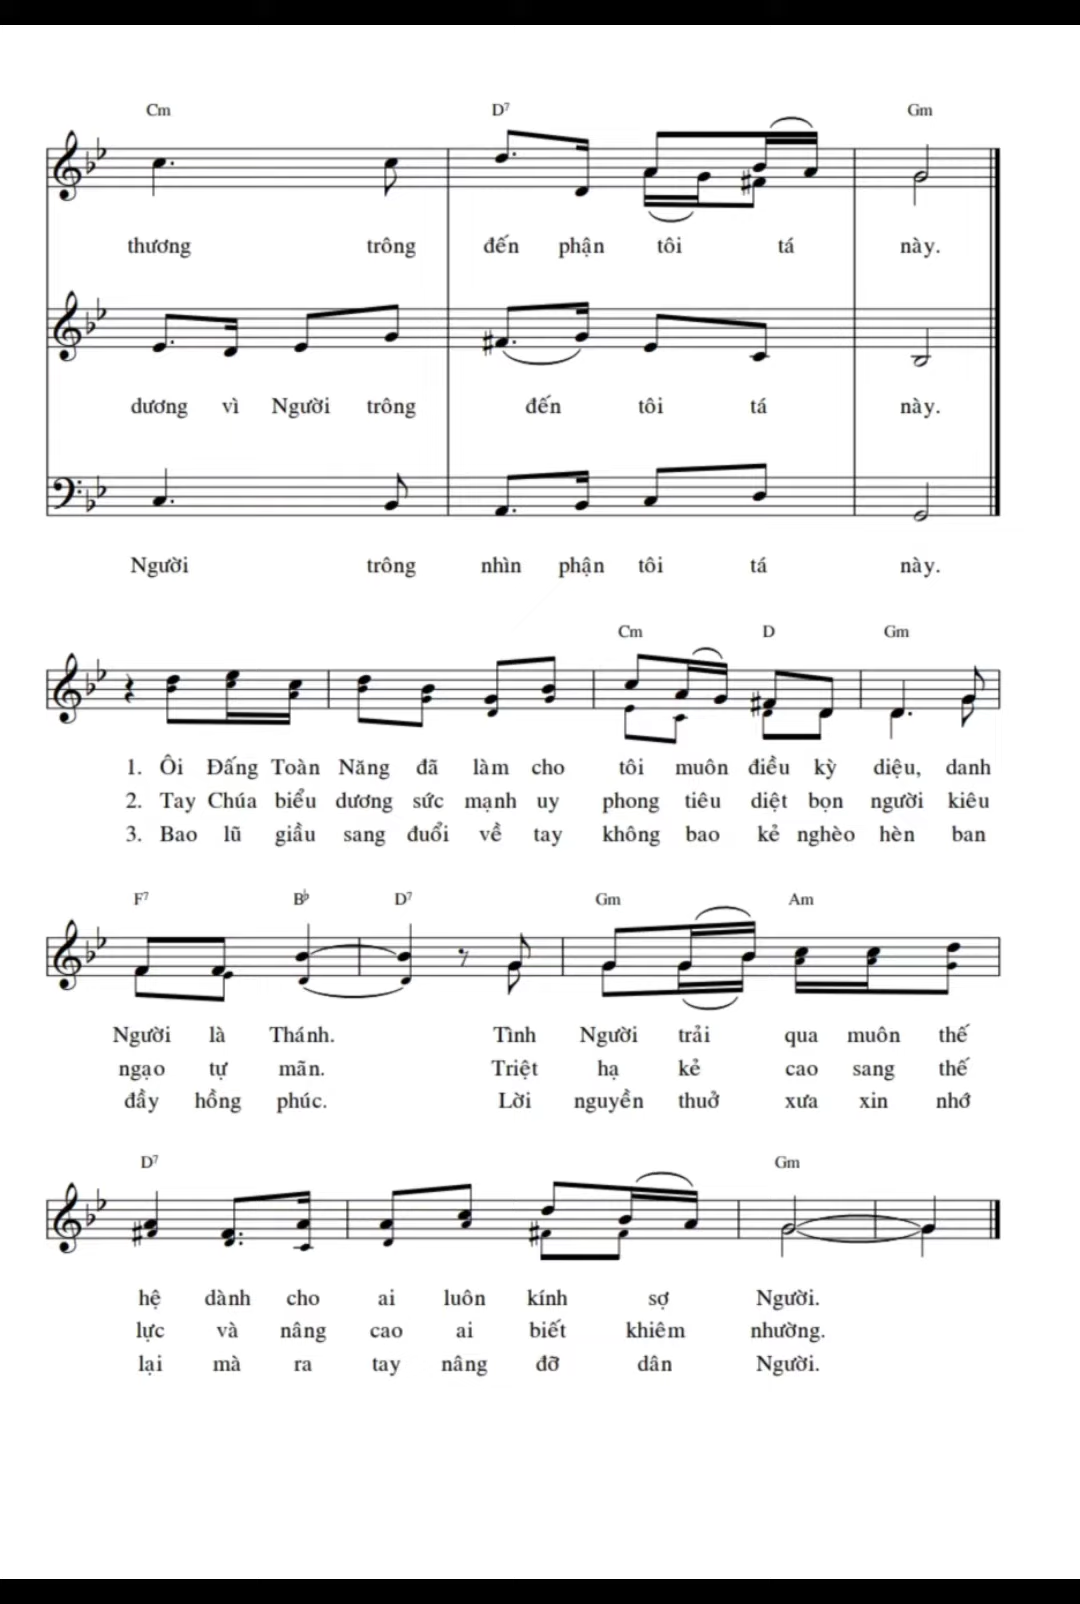 Cm D7 Gm
thương trông đến phận tôi tá này.
dương vì Người trông đến tôi tá này.
Người trông nhìn phận tôi tá này.
Cm D Gm
1. Ôi Đấng Toàn Năng đã làm cho tôi muôn điều kỳ diệu, danh
2. Tay Chúa biểu dương sức mạnh uy phong tiêu diệt bọn người kiêu
3. Bao lũ giầu sang đuổi về tay không bao kẻ nghèo hèn ban
F7 B♭ D7 Gm Am
Người là Thánh. Tình Người trải qua muôn thế
ngạo tự mãn. Triệt hạ kẻ cao sang thế
đầy hồng phúc. Lời nguyền thuở xưa xin nhớ
D7 Gm
hệ dành cho ai luôn kính sợ Người.
lực và nâng cao ai biết khiêm nhường.
lại mà ra tay nâng đỡ dân Người.